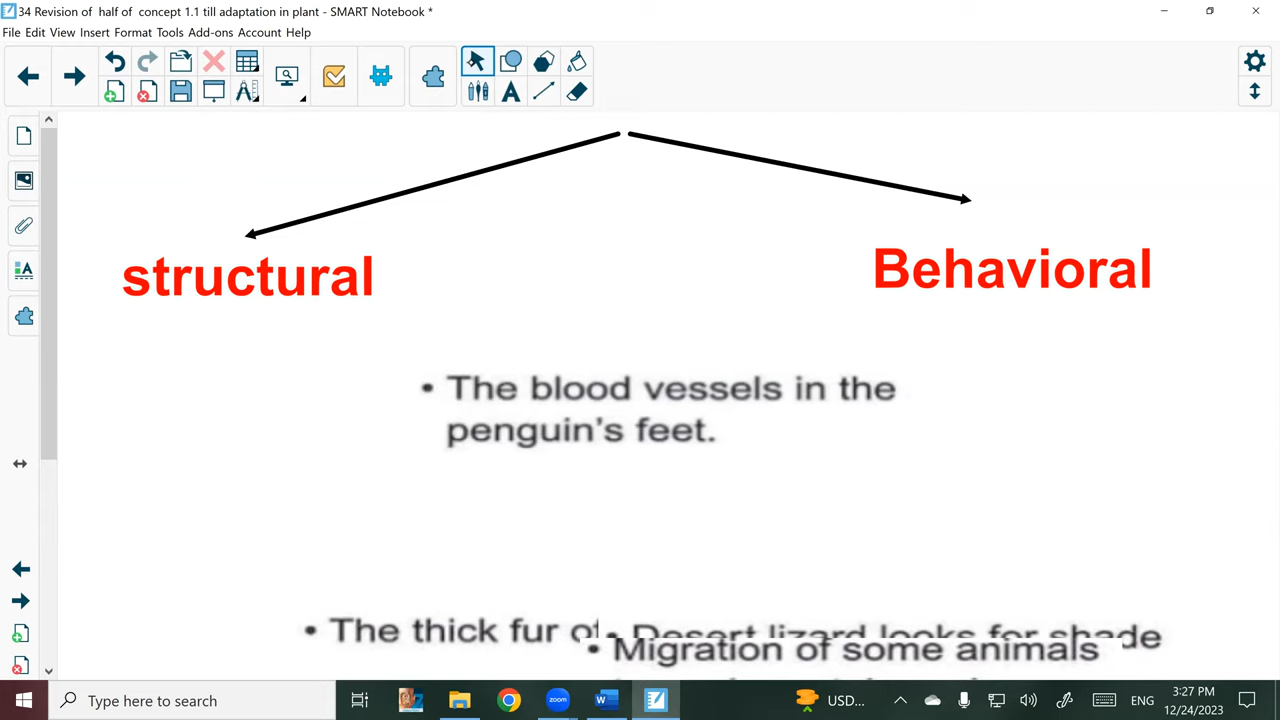 34 Revision of half of concept 1.1 till adaptation in plant - SMART Notebook *
File Edit View Insert Format Tools Add-ons Account Help
structural
Behavioral
• The blood vessels in the
penguin's feet.
• The thick fur of
• Desert lizard looks for shade
• Migration of some animals
Type here to search
zoom
USD...
ENG
3:27 PM
12/24/2023